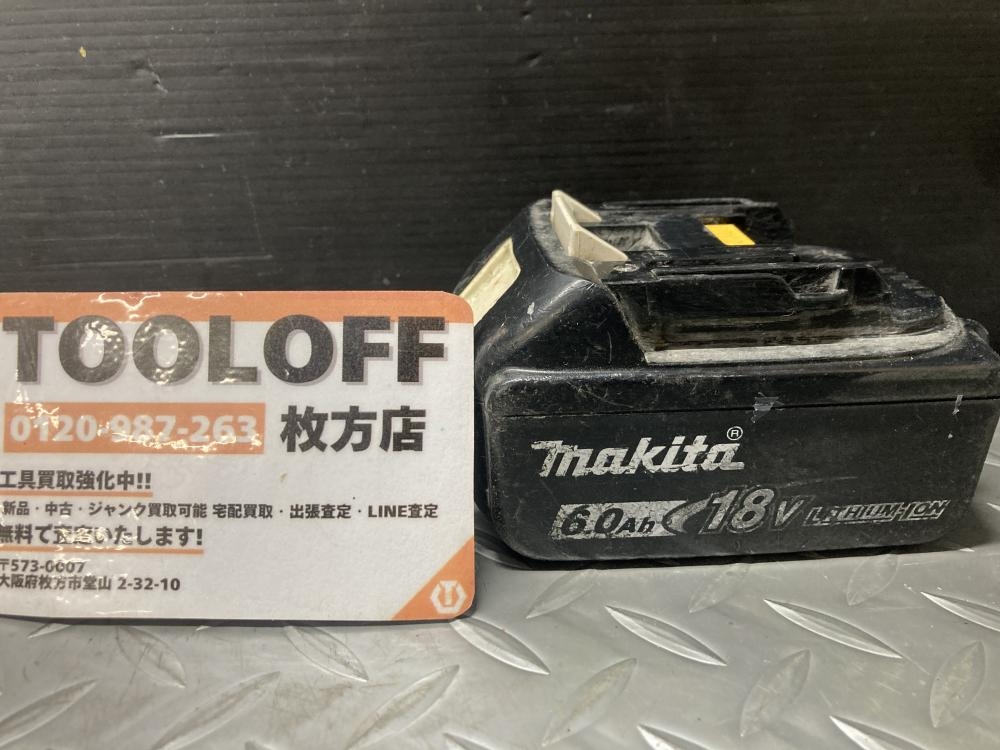 TOOLOFF
0120-987-263 枚方店
工具買取強化中!!
新品・中古・ジャンク買取可能 宅配買取・出張査定・LINE査定
無料で査定いたします!
〒573-0007
大阪府枚方市堂山 2-32-10
makita®
6.0Ah 18V LITHIUM-ION